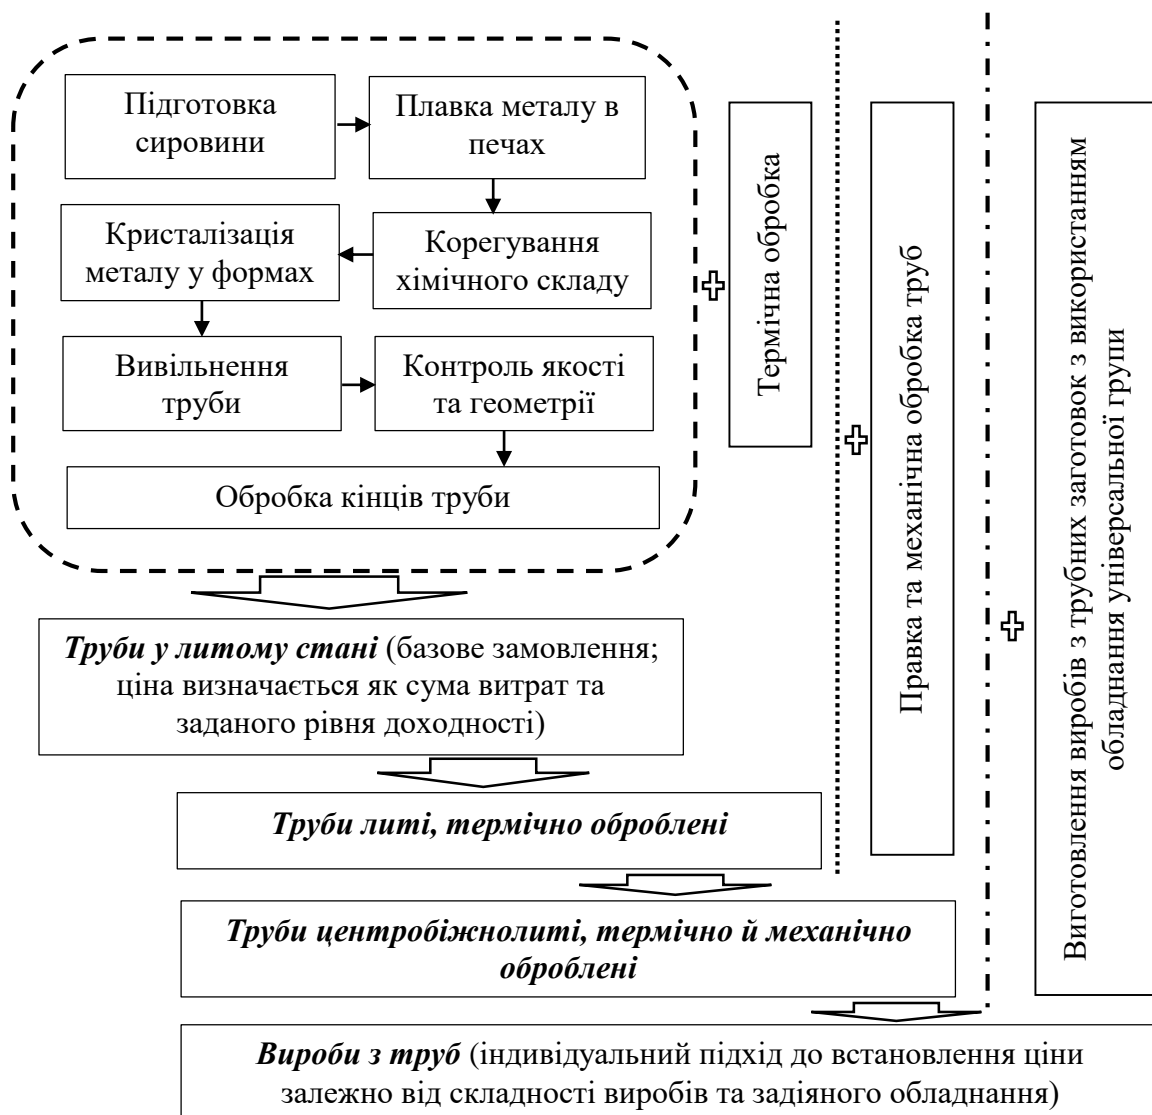 Підготовка
сировини
Плавка металу в
печах
Кристалізація
металу у формах
Корегування
хімічного складу
Вивільнення
труби
Контроль якості
та геометрії
Обробка кінців труби
Термічна обробка
Правка та механічна обробка труб
Виготовлення виробів з трубних заготовок з використанням
обладнання універсальної групи
Труби у литому стані (базове замовлення;
ціна визначається як сума витрат та
заданого рівня доходності)
Труби литі, термічно оброблені
Труби центробіжнолиті, термічно й механічно
оброблені
Вироби з труб (індивідуальний підхід до встановлення ціни
залежно від складності виробів та задіяного обладнання)